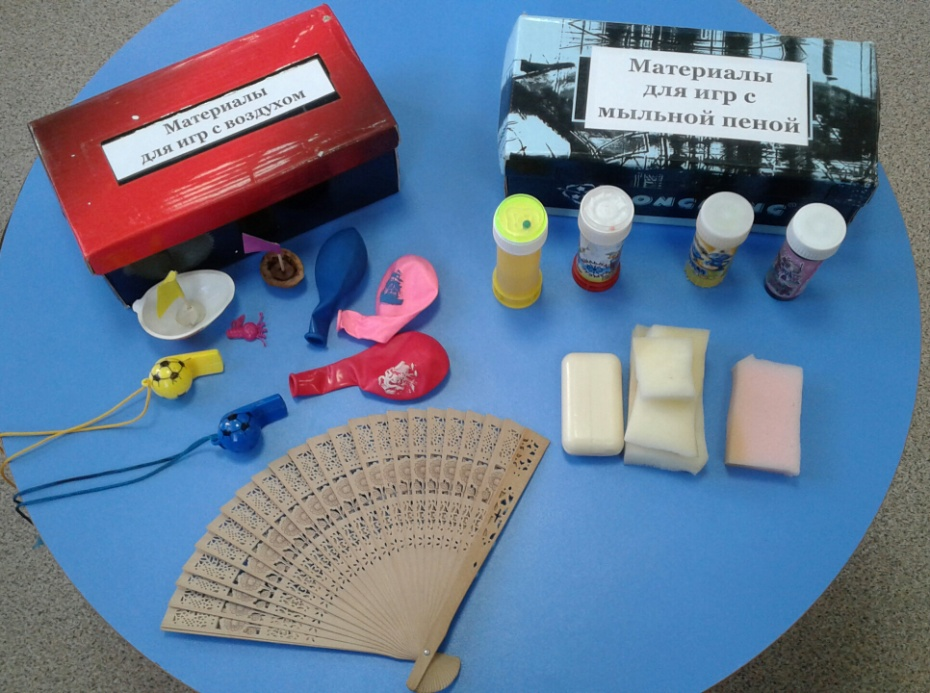 Материалы
для игр с воздухом
Материалы
для игр с
мыльной пеной